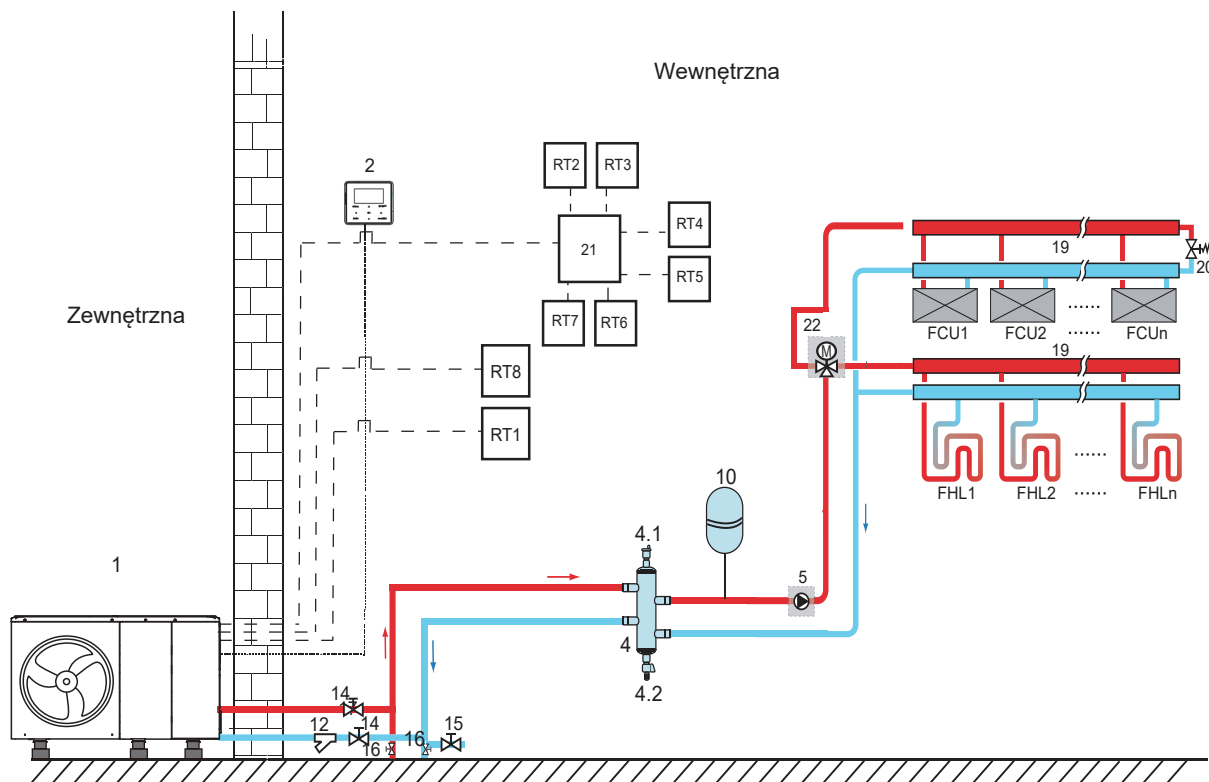 Wewnętrzna
Zewnętrzna
2
RT2
RT3
21
RT4
RT5
RT7
RT6
RT8
RT1
19
20
FCU1
FCU2
......
......
FCUn
22
M
19
......
......
FHL1
FHL2
FHLn
10
4.1
5
4
4.2
1
14
12
14
16
16
15